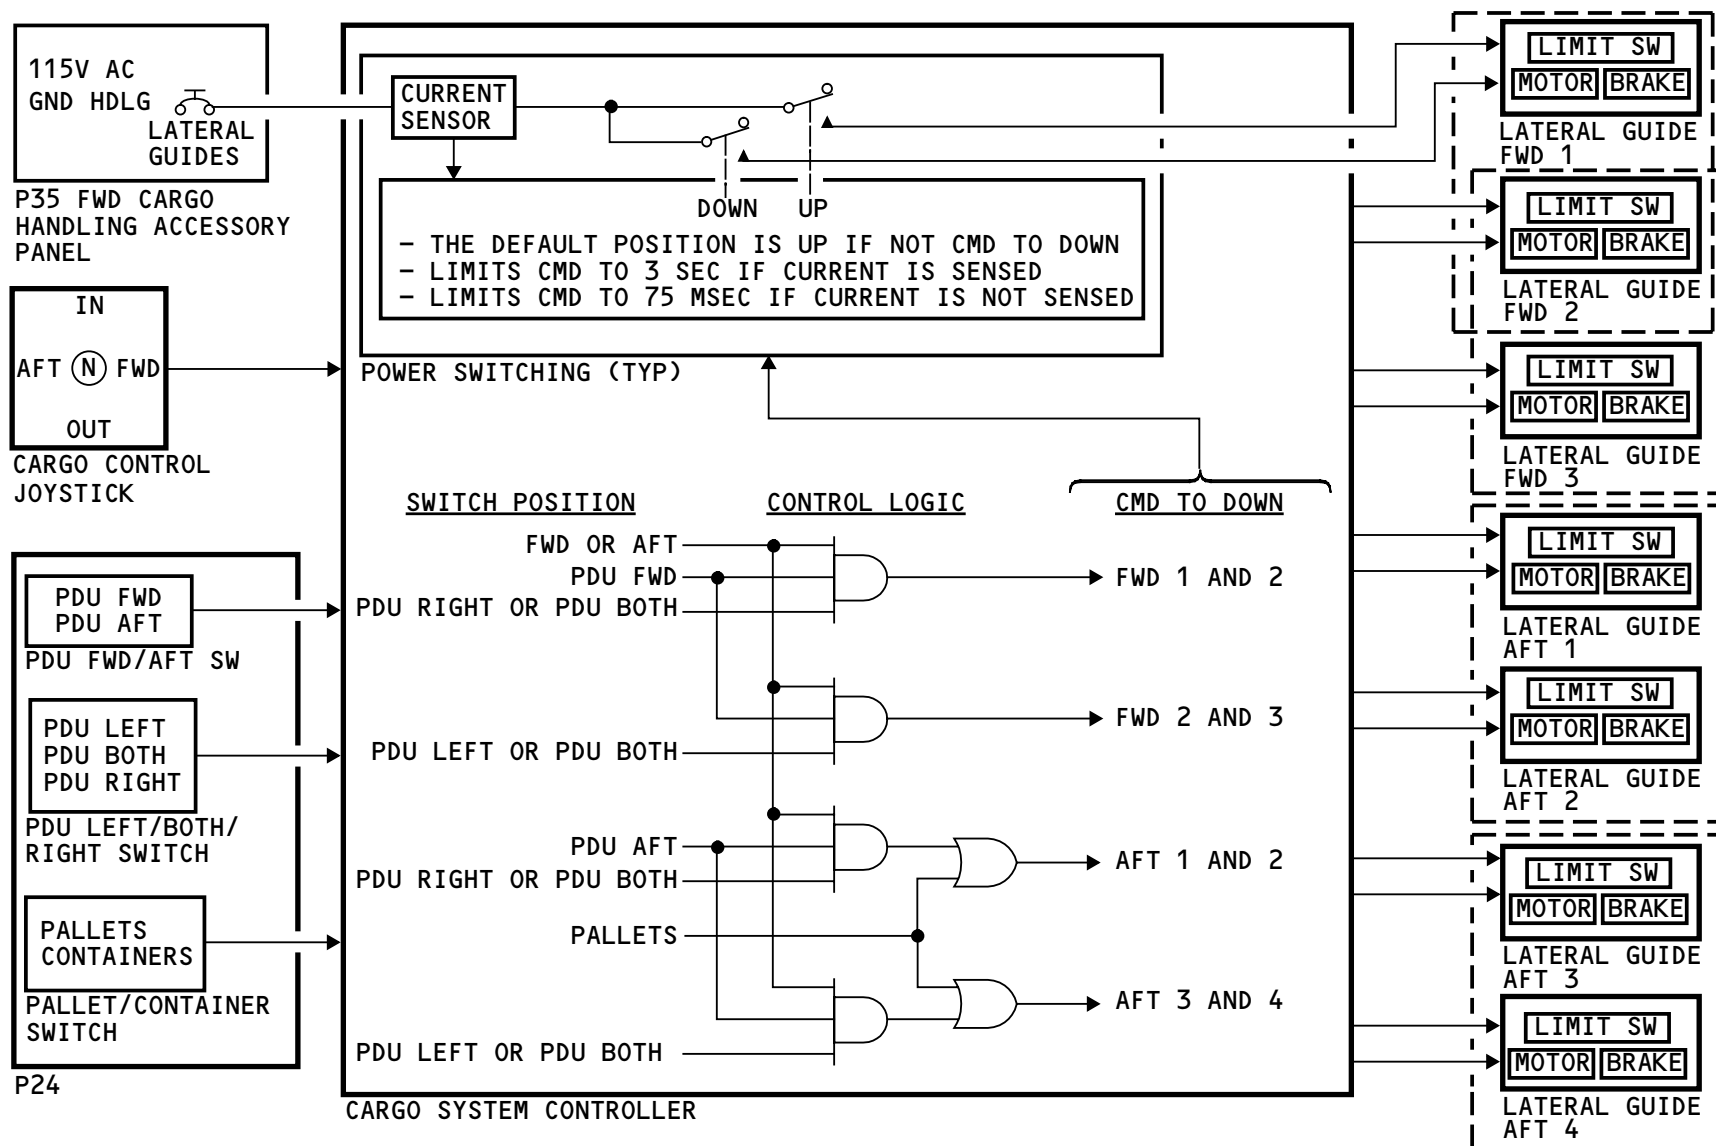 115V AC
GND HDLG
LATERAL
GUIDES
P35 FWD CARGO
HANDLING ACCESSORY
PANEL
IN
AFT N FWD
OUT
CARGO CONTROL
JOYSTICK
PDU FWD
PDU AFT
PDU FWD/AFT SW
PDU LEFT
PDU BOTH
PDU RIGHT
PDU LEFT/BOTH/
RIGHT SWITCH
PALLETS
CONTAINERS
PALLET/CONTAINER
SWITCH
P24
CURRENT
SENSOR
DOWN UP
- THE DEFAULT POSITION IS UP IF NOT CMD TO DOWN
- LIMITS CMD TO 3 SEC IF CURRENT IS SENSED
- LIMITS CMD TO 75 MSEC IF CURRENT IS NOT SENSED
POWER SWITCHING (TYP)
SWITCH POSITION CONTROL LOGIC CMD TO DOWN
FWD OR AFT
PDU FWD FWD 1 AND 2
PDU RIGHT OR PDU BOTH
FWD 2 AND 3
PDU LEFT OR PDU BOTH
PDU AFT AFT 1 AND 2
PDU RIGHT OR PDU BOTH
PALLETS
AFT 3 AND 4
PDU LEFT OR PDU BOTH
CARGO SYSTEM CONTROLLER
LIMIT SW
MOTOR BRAKE
LATERAL GUIDE
FWD 1
LIMIT SW
MOTOR BRAKE
LATERAL GUIDE
FWD 2
LIMIT SW
MOTOR BRAKE
LATERAL GUIDE
FWD 3
LIMIT SW
MOTOR BRAKE
LATERAL GUIDE
AFT 1
LIMIT SW
MOTOR BRAKE
LATERAL GUIDE
AFT 2
LIMIT SW
MOTOR BRAKE
LATERAL GUIDE
AFT 3
LIMIT SW
MOTOR BRAKE
LATERAL GUIDE
AFT 4